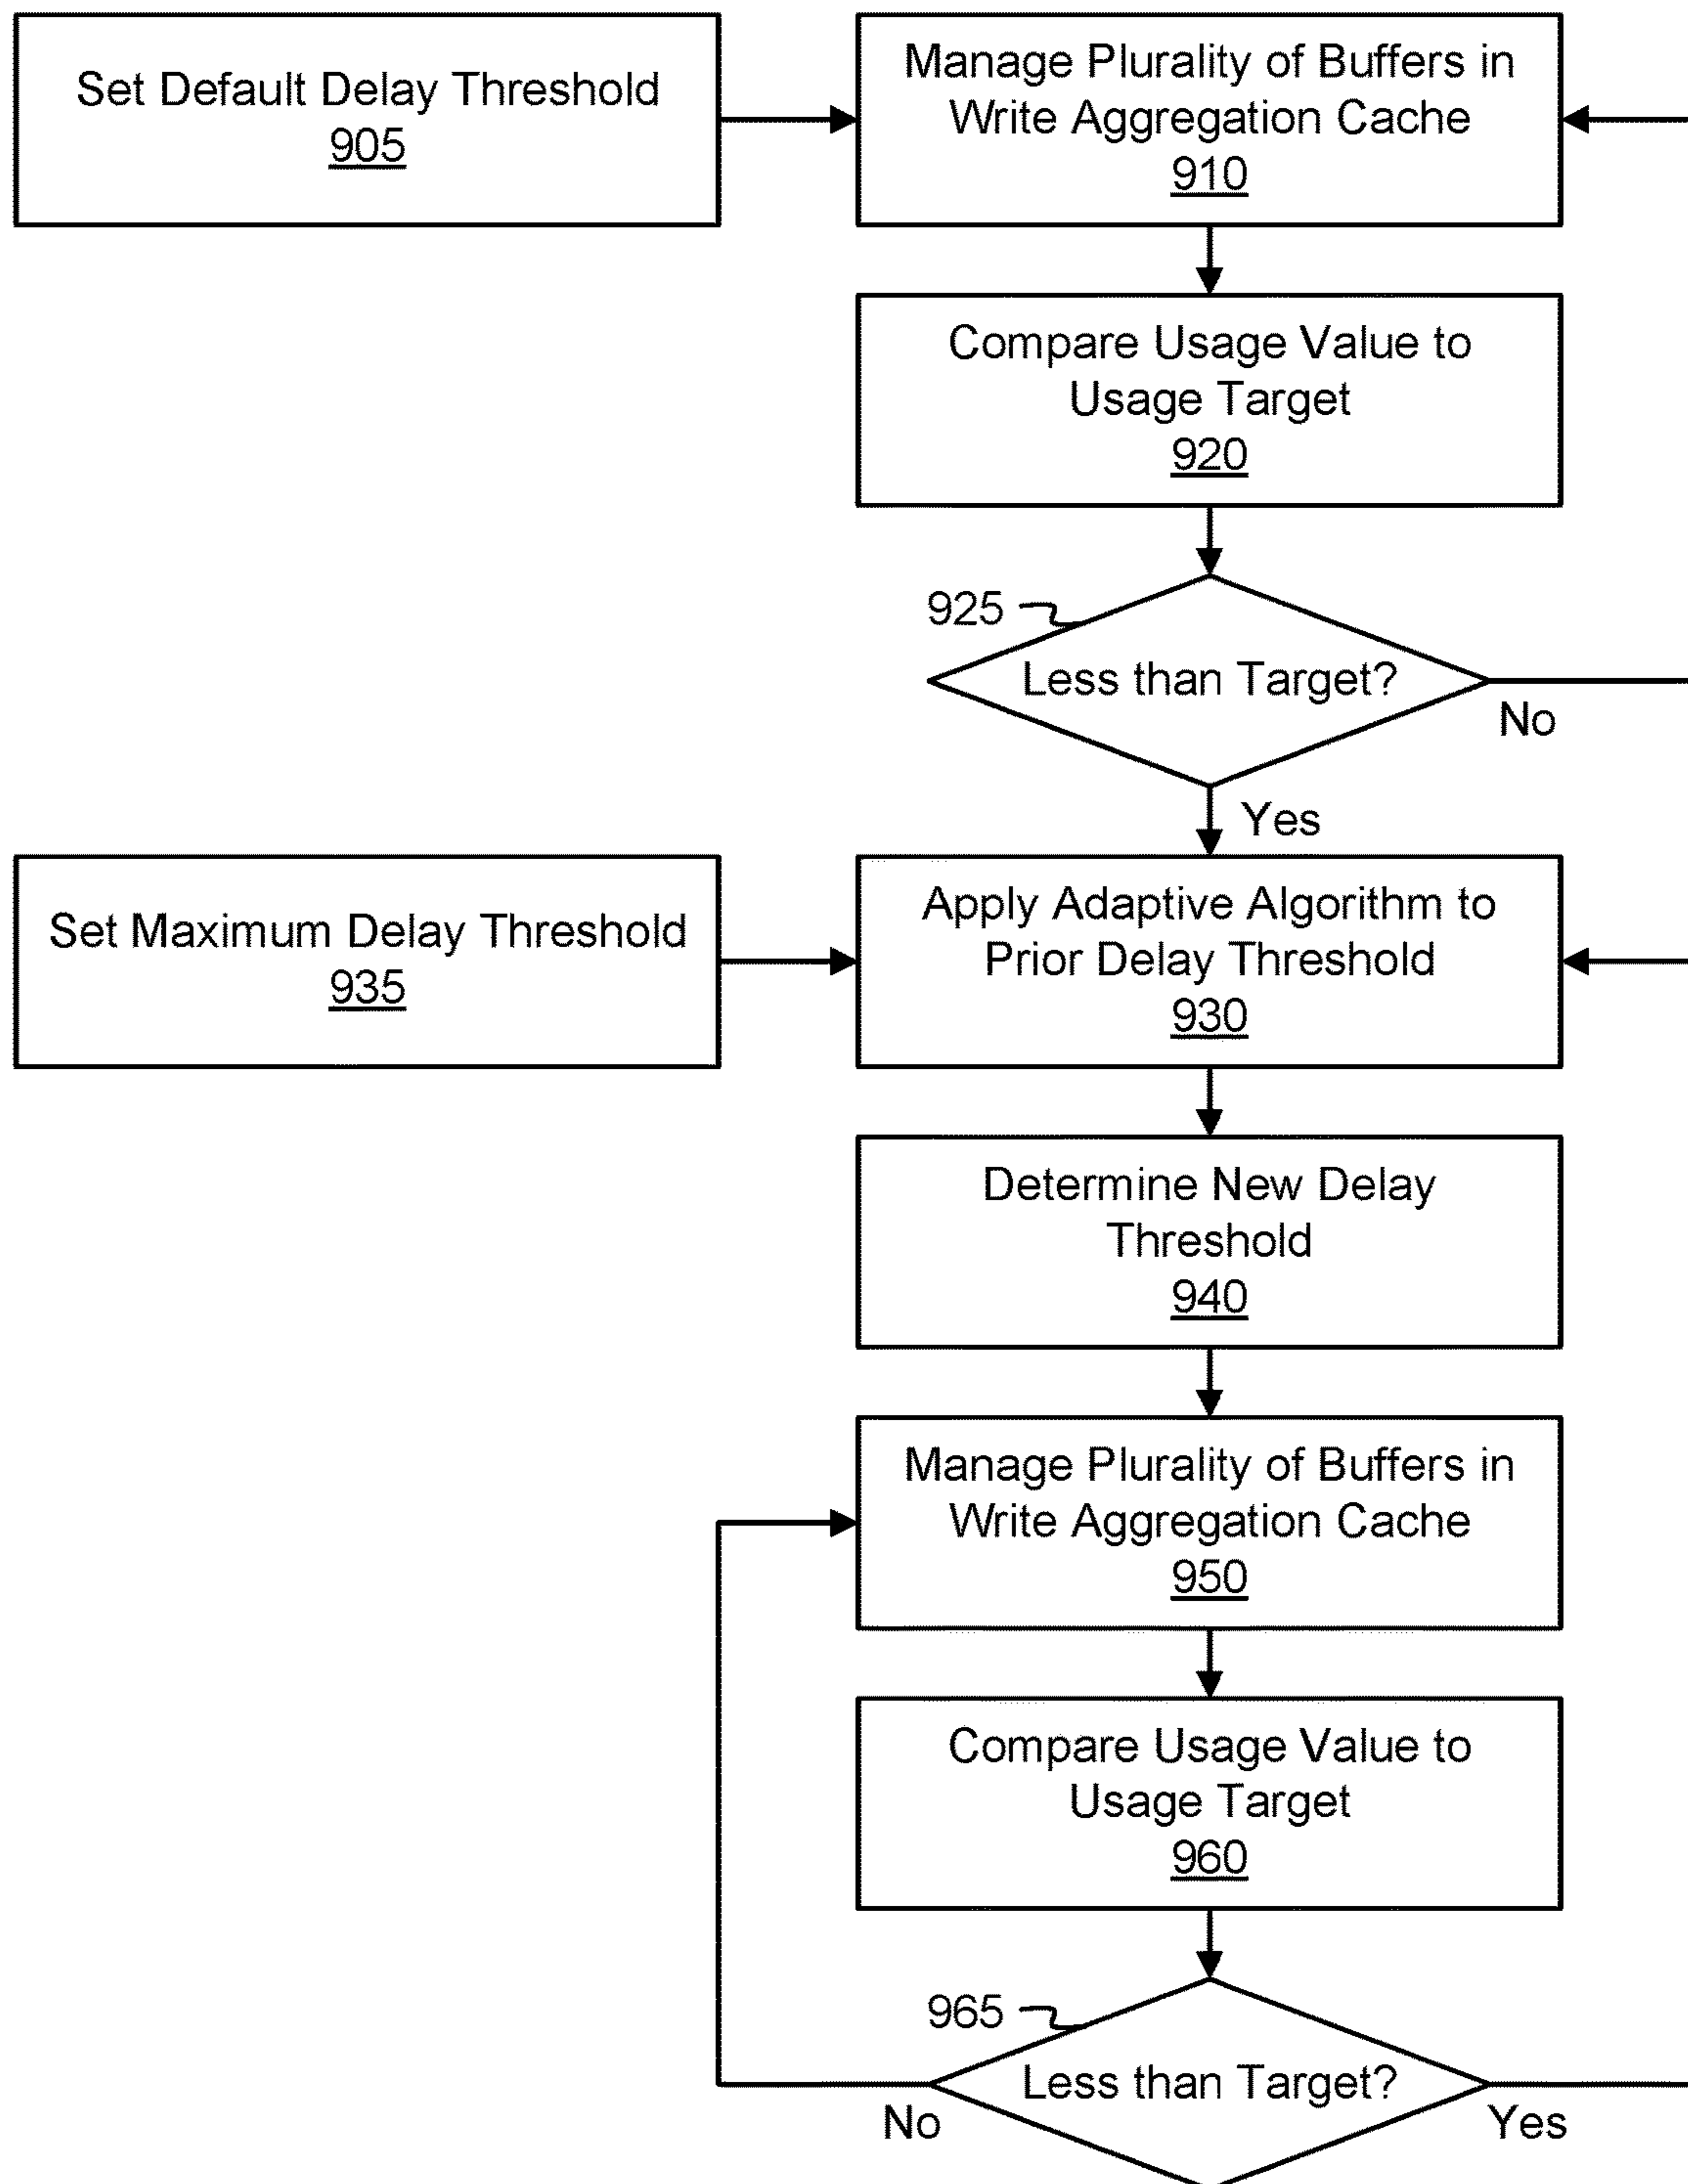 Set Default Delay Threshold
905
Manage Plurality of Buffers in
Write Aggregation Cache
910
Compare Usage Value to
Usage Target
920
925
Less than Target?
No
Yes
Set Maximum Delay Threshold
935
Apply Adaptive Algorithm to
Prior Delay Threshold
930
Determine New Delay
Threshold
940
Manage Plurality of Buffers in
Write Aggregation Cache
950
Compare Usage Value to
Usage Target
960
965
Less than Target?
No
Yes